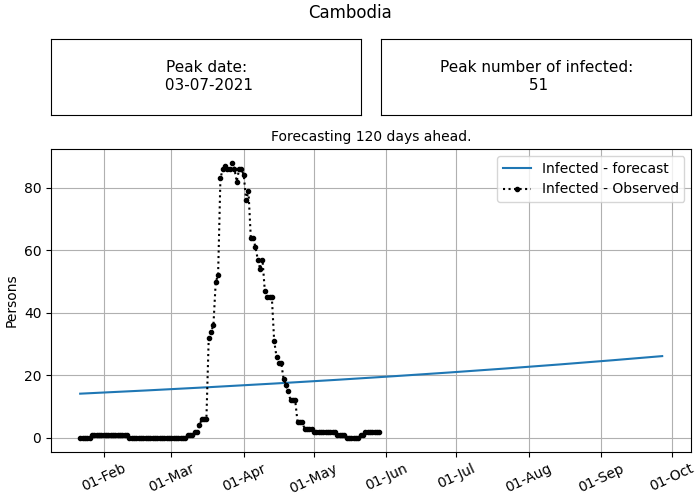 Cambodia
Peak date:
03-07-2021
Peak number of infected:
51
Forecasting 120 days ahead.
Infected - forecast
Infected - Observed
Persons
80
60
40
20
0
01-Feb
01-Mar
01-Apr
01-May
01-Jun
01-Jul
01-Aug
01-Sep
01-Oct